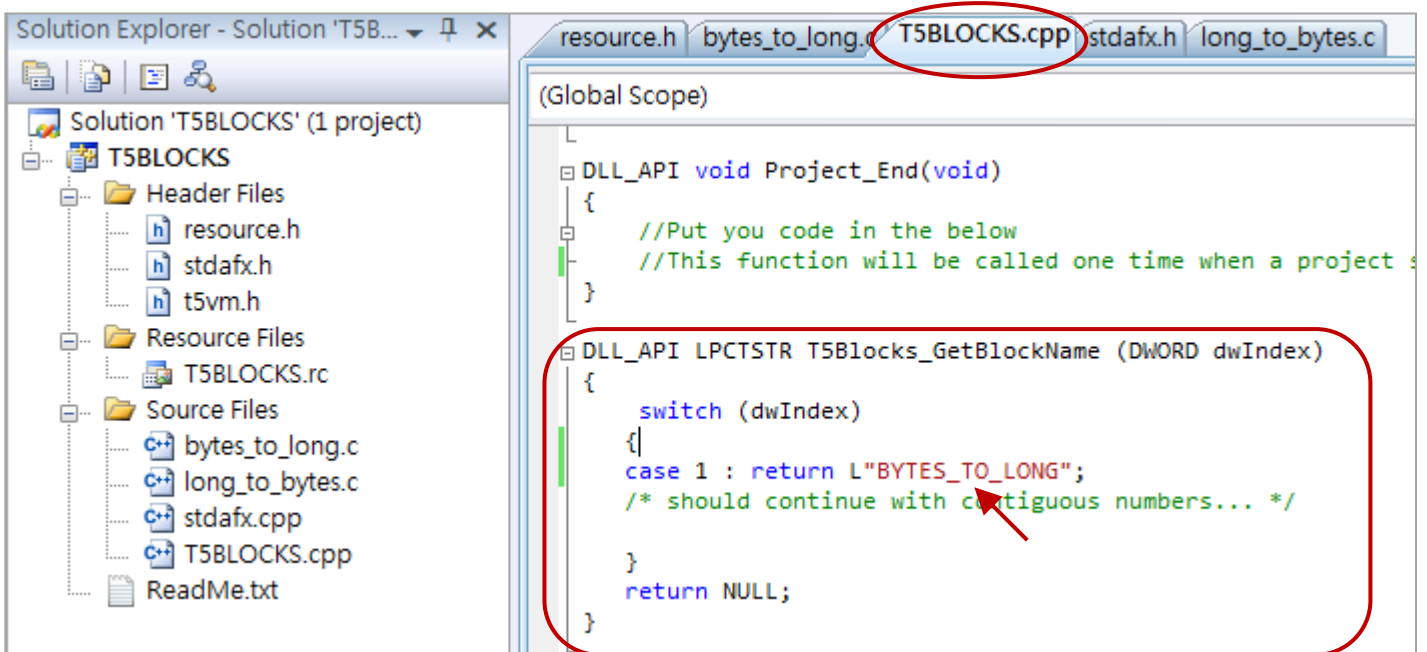 Solution Explorer - Solution 'T5B...
Solution 'T5BLOCKS' (1 project)
T5BLOCKS
Header Files
resource.h
stdafx.h
t5vm.h
Resource Files
T5BLOCKS.rc
Source Files
bytes_to_long.c
long_to_bytes.c
stdafx.cpp
T5BLOCKS.cpp
ReadMe.txt
resource.h bytes_to_long.c T5BLOCKS.cpp stdafx.h long_to_bytes.c
(Global Scope)
DLL_API void Project_End(void)
{
//Put you code in the below
//This function will be called one time when a project s
}
DLL_API LPCTSTR T5Blocks_GetBlockName (DWORD dwIndex)
{
switch (dwIndex)
{
case 1 : return L"BYTES_TO_LONG";
/* should continue with contiguous numbers... */
}
return NULL;
}